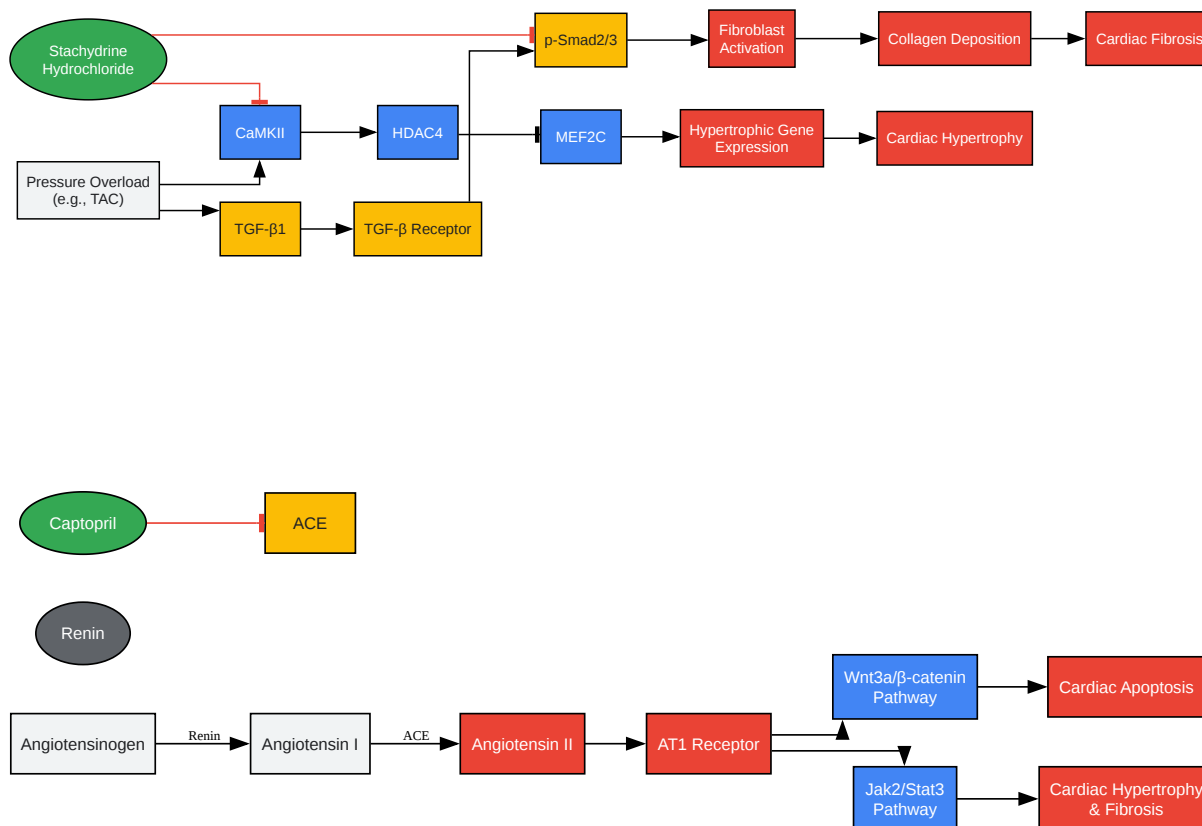 Stachydrine
Hydrochloride
p-Smad2/3
Fibroblast
Activation
Collagen Deposition
Cardiac Fibrosis
CaMKII
HDAC4
MEF2C
Hypertrophic Gene
Expression
Cardiac Hypertrophy
Pressure Overload
(e.g., TAC)
TGF-β1
TGF-β Receptor
Captopril
ACE
Renin
Wnt3a/β-catenin
Pathway
Cardiac Apoptosis
Angiotensinogen
Renin
Angiotensin I
ACE
Angiotensin II
AT1 Receptor
Jak2/Stat3
Pathway
Cardiac Hypertrophy
& Fibrosis